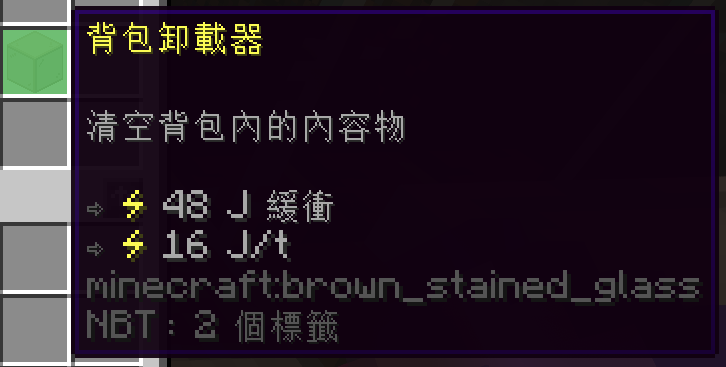 背包卸載器
清空背包內的內容物
⇨ ⚡ 48 J 緩衝
⇨ ⚡ 16 J/t
minecraft:brown_stained_glass
NBT: 2 個標籤